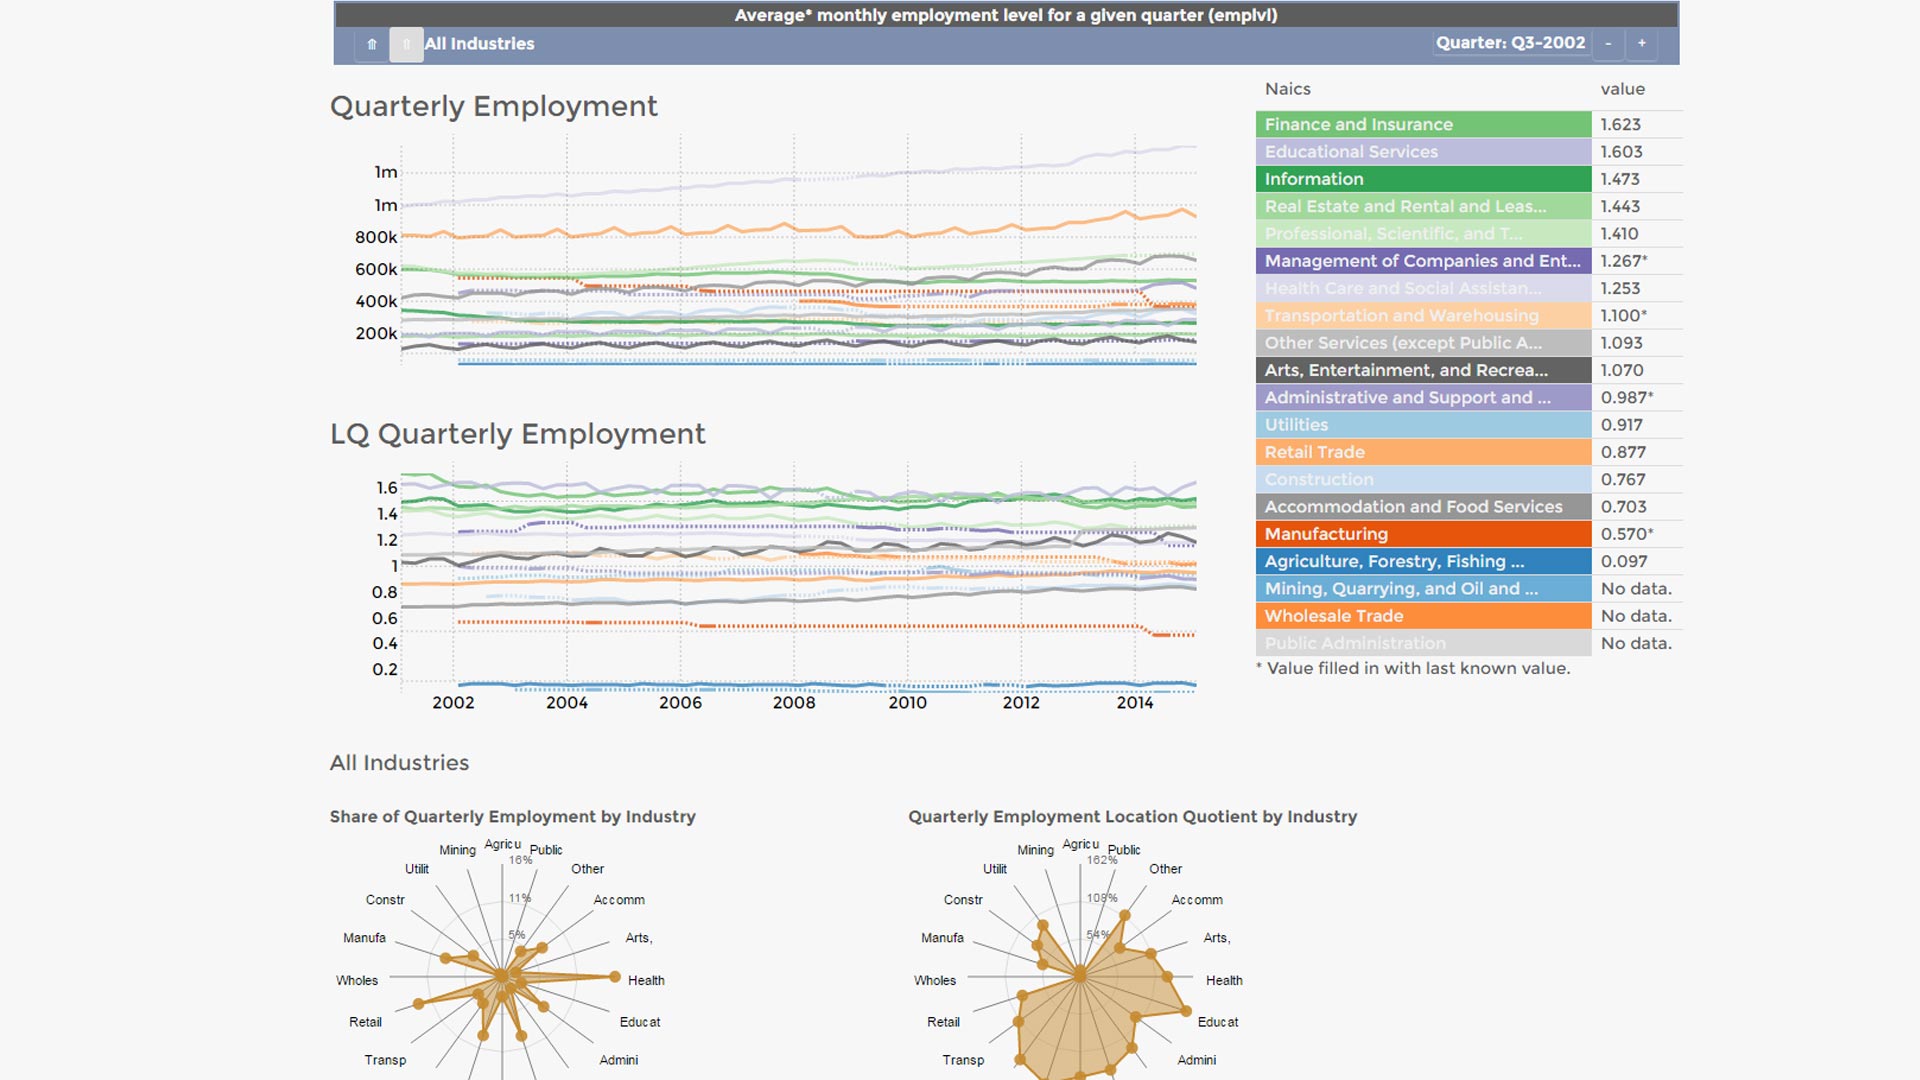 Average* monthly employment level for a given quarter (emplvl)
⇑ ⇧ All Industries Quarter: Q3-2002 - +
Naics value
Quarterly Employment
1m
1m
800k
600k
400k
200k
Finance and Insurance 1.623
Educational Services 1.603
Information 1.473
Real Estate and Rental and Leas... 1.443
Professional, Scientific, and T... 1.410
Management of Companies and Ent... 1.267*
Health Care and Social Assistan... 1.253
Transportation and Warehousing 1.100*
Other Services (except Public A... 1.093
Arts, Entertainment, and Recrea... 1.070
Administrative and Support and ... 0.987*
Utilities 0.917
Retail Trade 0.877
Construction 0.767
Accommodation and Food Services 0.703
Manufacturing 0.570*
Agriculture, Forestry, Fishing ... 0.097
Mining, Quarrying, and Oil and ... No data.
Wholesale Trade No data.
Public Administration No data.
* Value filled in with last known value.
LQ Quarterly Employment
1.6
1.4
1.2
1
0.8
0.6
0.4
0.2
2002 2004 2006 2008 2010 2012 2014
All Industries
Share of Quarterly Employment by Industry
Agricu
Mining Public
16%
Utilit Other
11%
Constr Accomm
5%
Manufa Arts,
Wholes Health
Retail Educat
Transp Admini
Quarterly Employment Location Quotient by Industry
Agricu
Mining Public
162%
Utilit Other
108%
Constr Accomm
54%
Manufa Arts,
Wholes Health
Retail Educat
Transp Admini